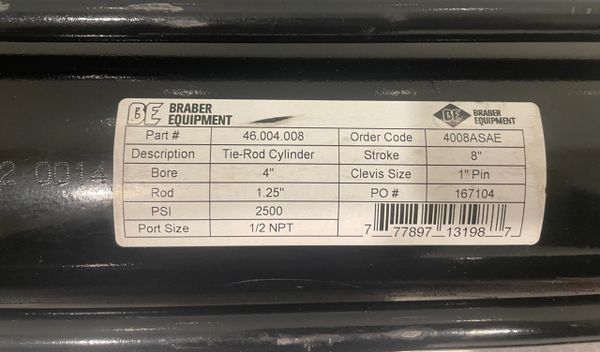 BE BRABER EQUIPMENT
BE BRABER EQUIPMENT
Part # 46.004.008 Order Code 4008ASAE
Description Tie-Rod Cylinder Stroke 8"
Bore 4" Clevis Size 1" Pin
Rod 1.25" PO # 167104
PSI 2500
Port Size 1/2 NPT
7 77897 13198 7
2 0014